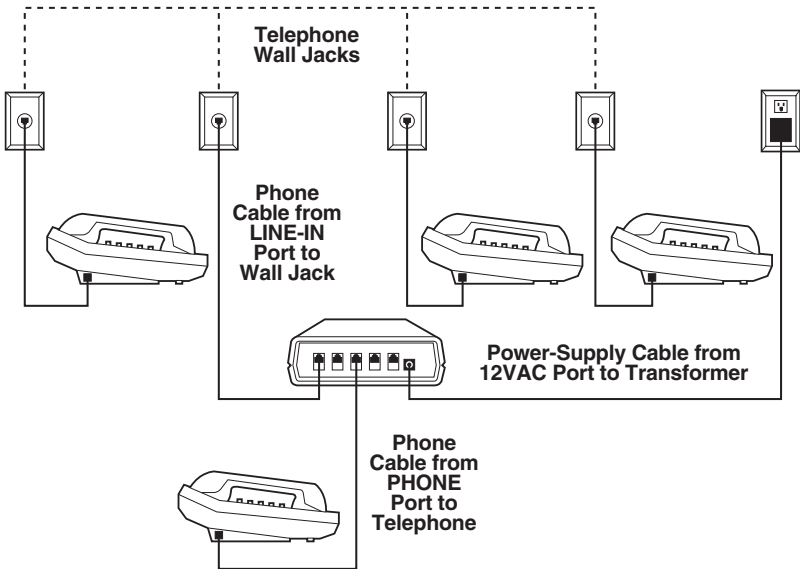 Telephone
Wall Jacks
Phone
Cable from
LINE-IN
Port to
Wall Jack
Power-Supply Cable from
12VAC Port to Transformer
Phone
Cable from
PHONE
Port to
Telephone